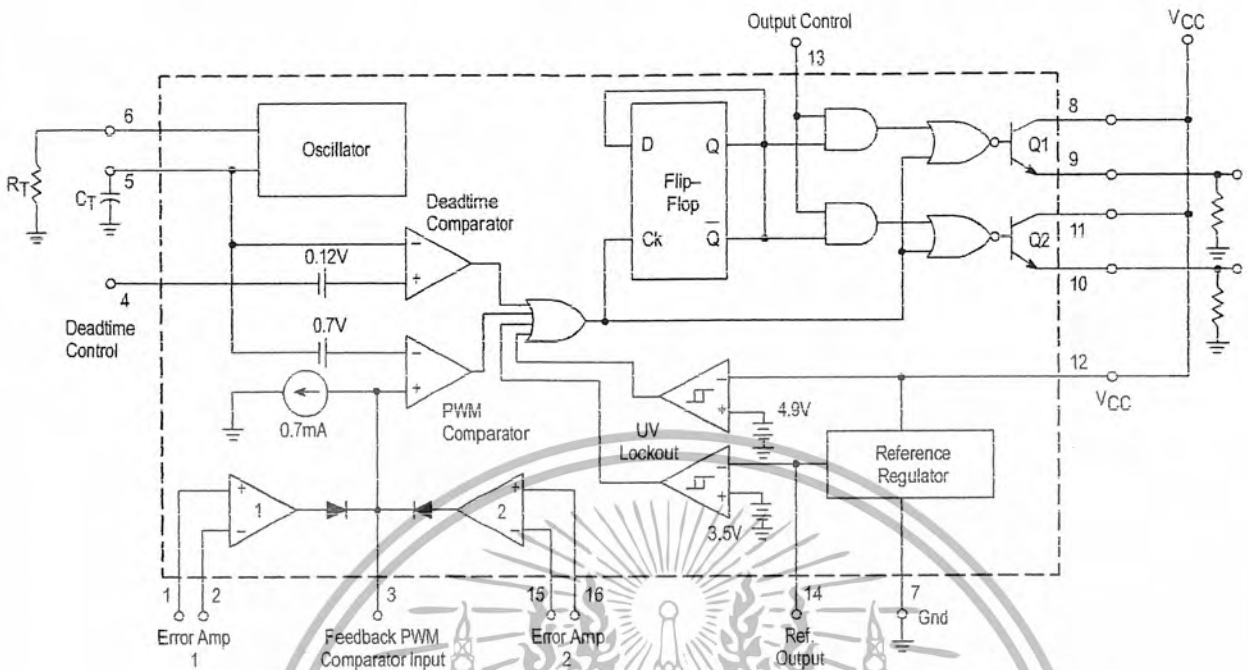 Output Control
13
VCC
6
Oscillator
RT
5
CT
D
Q
Flip–
Flop
Ck
Q
8
Q1
9
11
Q2
10
Deadtime
Comparator
0.12V
−
+
4
Deadtime
Control
0.7V
−
+
0.7mA
PWM
Comparator
UV
Lockout
−
+
4.9V
−
+
3.5V
12
VCC
Reference
Regulator
+
−
1
+
−
2
1
2
3
15
16
14
7
Gnd
Error Amp
1
Feedback PWM
Comparator Input
Error Amp
2
Ref.
Output